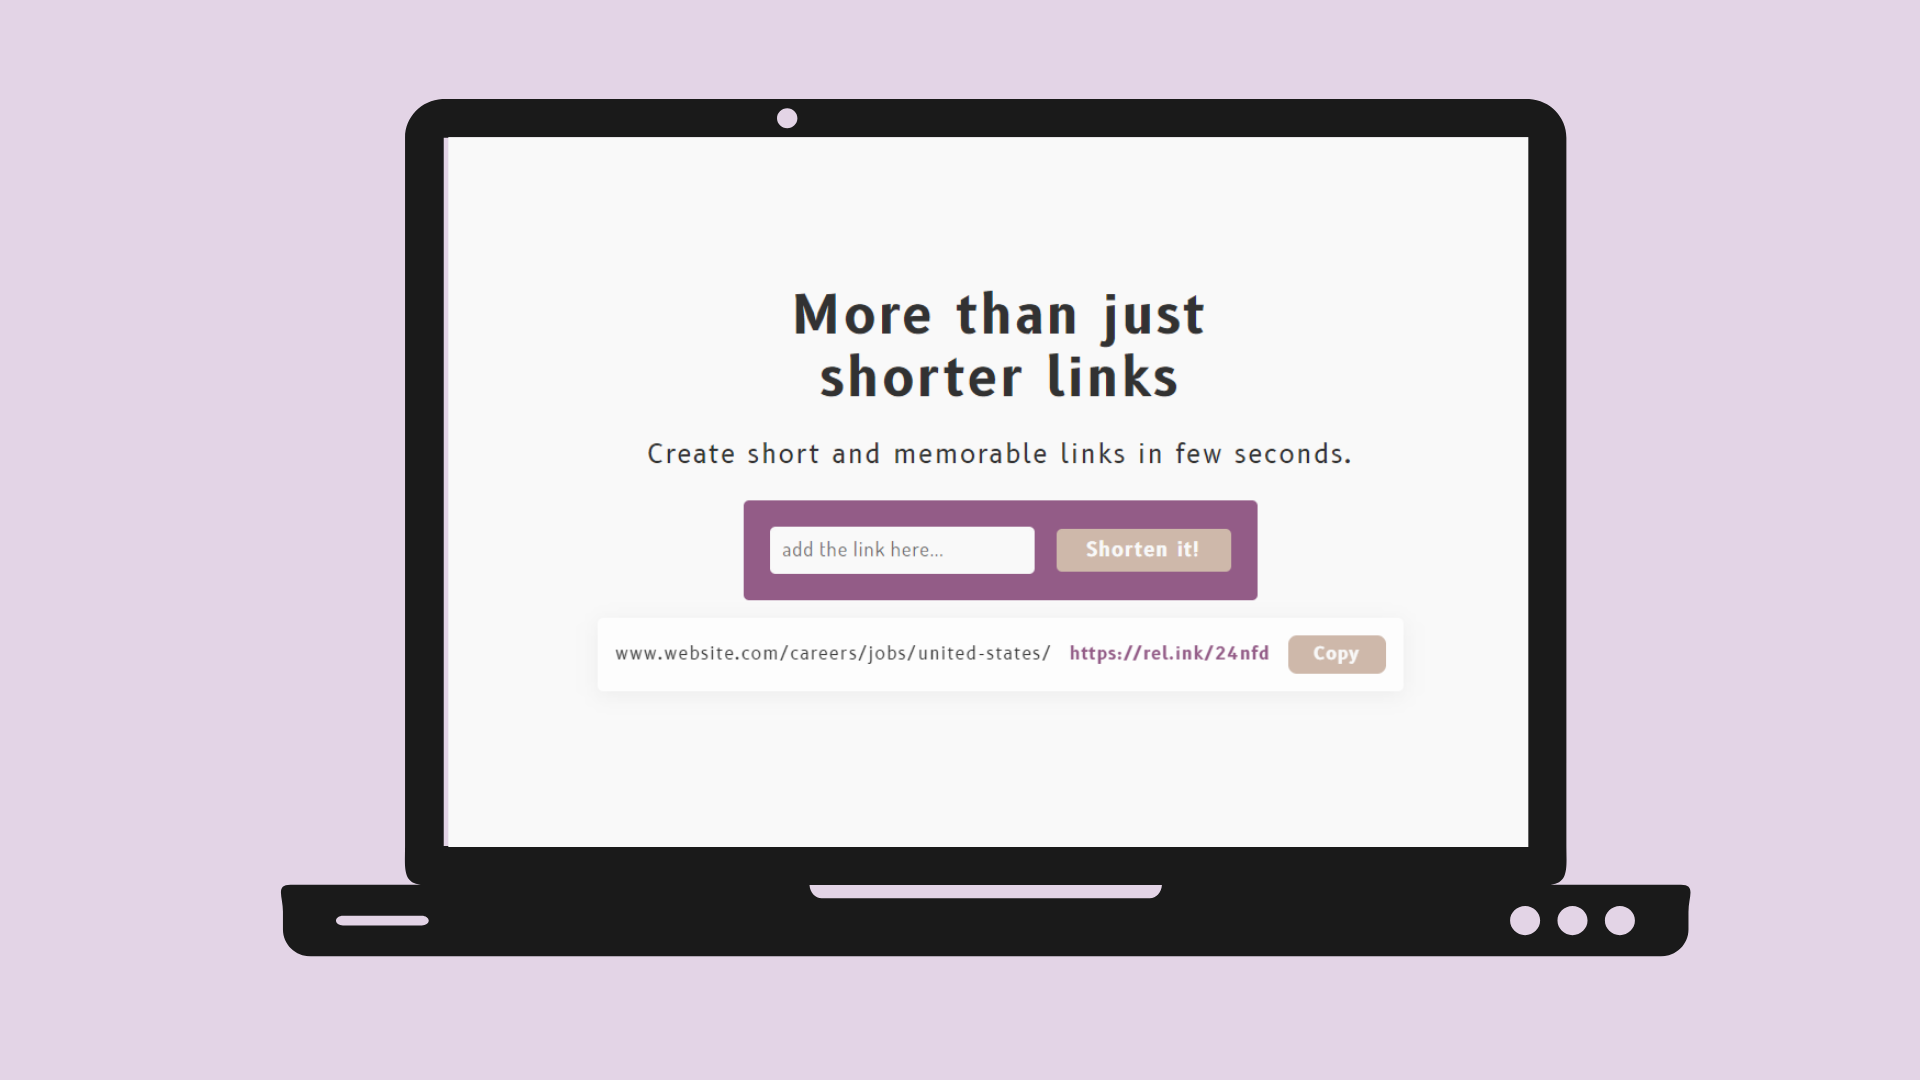 More than just
shorter links
Create short and memorable links in few seconds.
add the link here...
Shorten it!
www.website.com/careers/jobs/united-states/ https://rel.ink/24nfd Copy